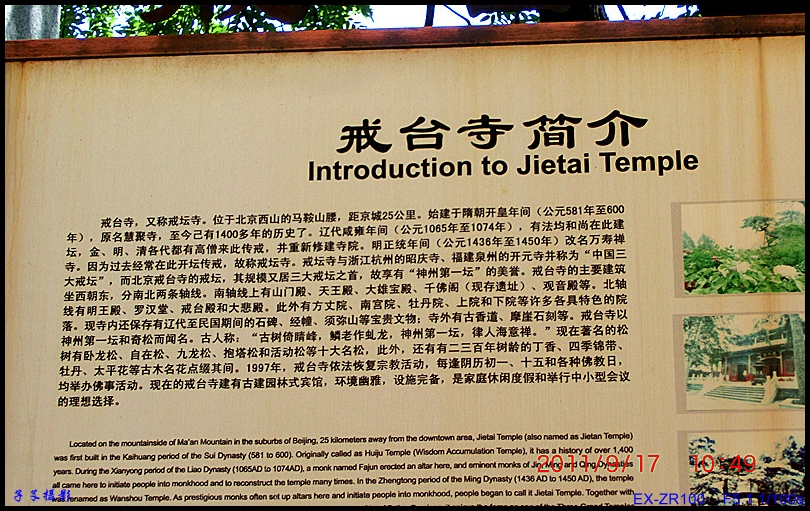 戒台寺简介
Introduction to Jietai Temple
戒台寺，又称戒坛寺。位于北京西山的马鞍山腰，距京城25公里。始建于隋朝开皇年间（公元581年至600
年），原名慧聚寺，至今己有1400多年的历史了。辽代咸雍年间（公元1065年至1074年），有法均和尚在此建
坛，金、明、清各代都有高僧来此传戒，并重新修建寺院。明正统年间（公元1436年至1450年）改名万寿禅
寺。因为过去经常在此开坛传戒，故称戒坛寺。戒坛寺与浙江杭州的昭庆寺、福建泉州的开元寺并称为“中国三
大戒坛”，而北京戒台寺的戒坛，其规模又居三大戒坛之首，故享有“神州第一坛”的美誉。戒台寺的主要建筑
坐西朝东，分南北两条轴线。南轴线上有山门殿、天王殿、大雄宝殿、千佛阁（现存遗址）、观音殿等。北轴
线有明王殿、罗汉堂、戒台殿和大悲殿。此外有方丈院、南宫院、牡丹院、上院和下院等许多各具特色的院
落。现寺内还保存有辽代至民国期间的石碑、经幢、须弥山等宝贵文物；寺外有古香道、摩崖石刻等。戒台寺以
神州第一坛和奇松而闻名。古人称：“古树倚晴峰，鳞老作虬龙，神州第一坛，律人海意禅。”现在著名的松
树有卧龙松、自在松、九龙松、抱塔松和活动松等十大名松，此外，还有有二三百年树龄的丁香、四季锦带、
牡丹、太平花等古木名花点缀其间。1997年，戒台寺依法恢复宗教活动，每逢阴历初一、十五和各种佛教日，
均举办佛事活动。现在的戒台寺建有古建园林式宾馆，环境幽雅，设施完备，是家庭休闲度假和举行中小型会议
的理想选择。
Located on the mountainside of Ma'an Mountain in the suburbs of Beijing, 25 kilometers away from the downtown area, Jietai Temple (also named as Jietan Temple)
was first built in the Kaihuang period of the Sui Dynasty (581 to 600). Originally called as Huiju Temple (Wisdom Accumulation Temple), it has a history of over 1,400
years. During the Xianyong period of the Liao Dynasty (1065AD to 1074AD), a monk named Fajun erected an altar here, and eminent monks of Jin, Ming and Qing Dynasties
all came here to initiate people into monkhood and to reconstruct the temple many times. In the Zhengtong period of the Ming Dynasty (1436 AD to 1450 AD), the temple
was renamed as Wanshou Temple. As prestigious monks often set up altars here and initiate people into monkhood, people began to call it Jietai Temple. Together with
2011/9/17 10:49
EX-ZR100